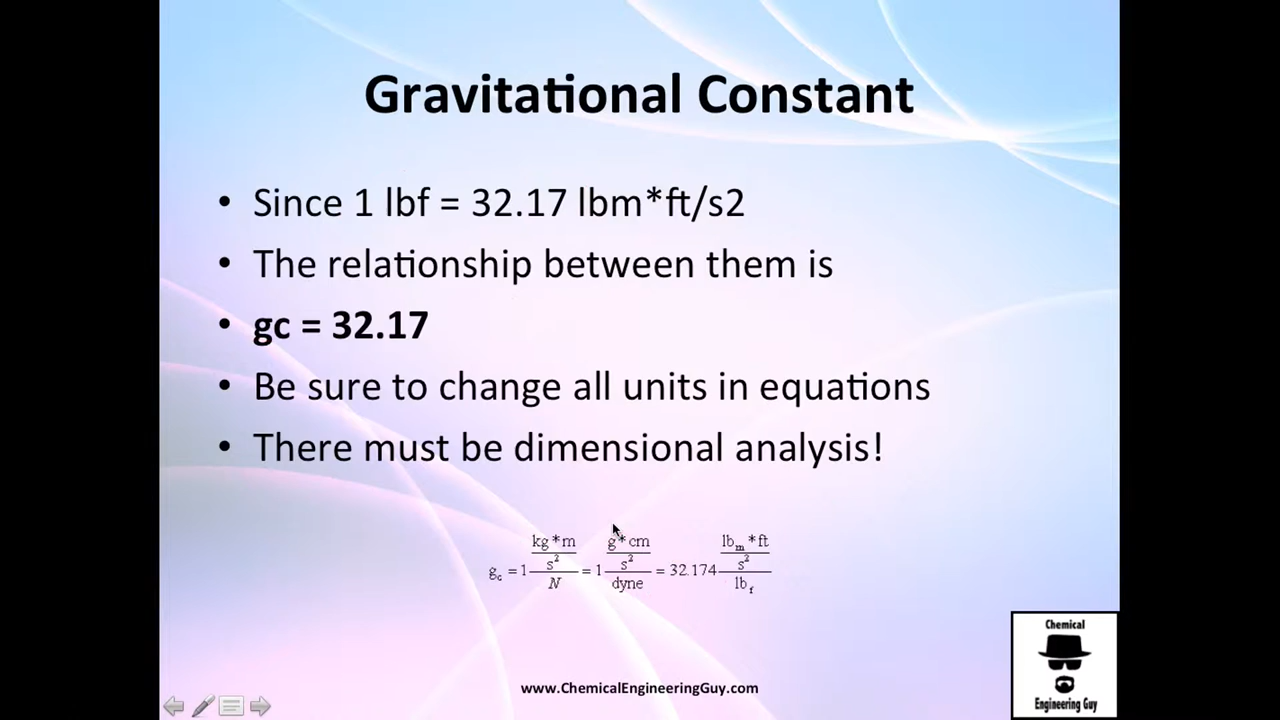 Gravitational Constant
• Since 1 lbf = 32.17 lbm*ft/s2
• The relationship between them is
• gc = 32.17
• Be sure to change all units in equations
• There must be dimensional analysis!
kg*m g*cm lbm*ft
s² s² s²
gc = 1 = 1 = 32.174
N dyne lbf
Chemical
Engineering Guy
www.ChemicalEngineeringGuy.com